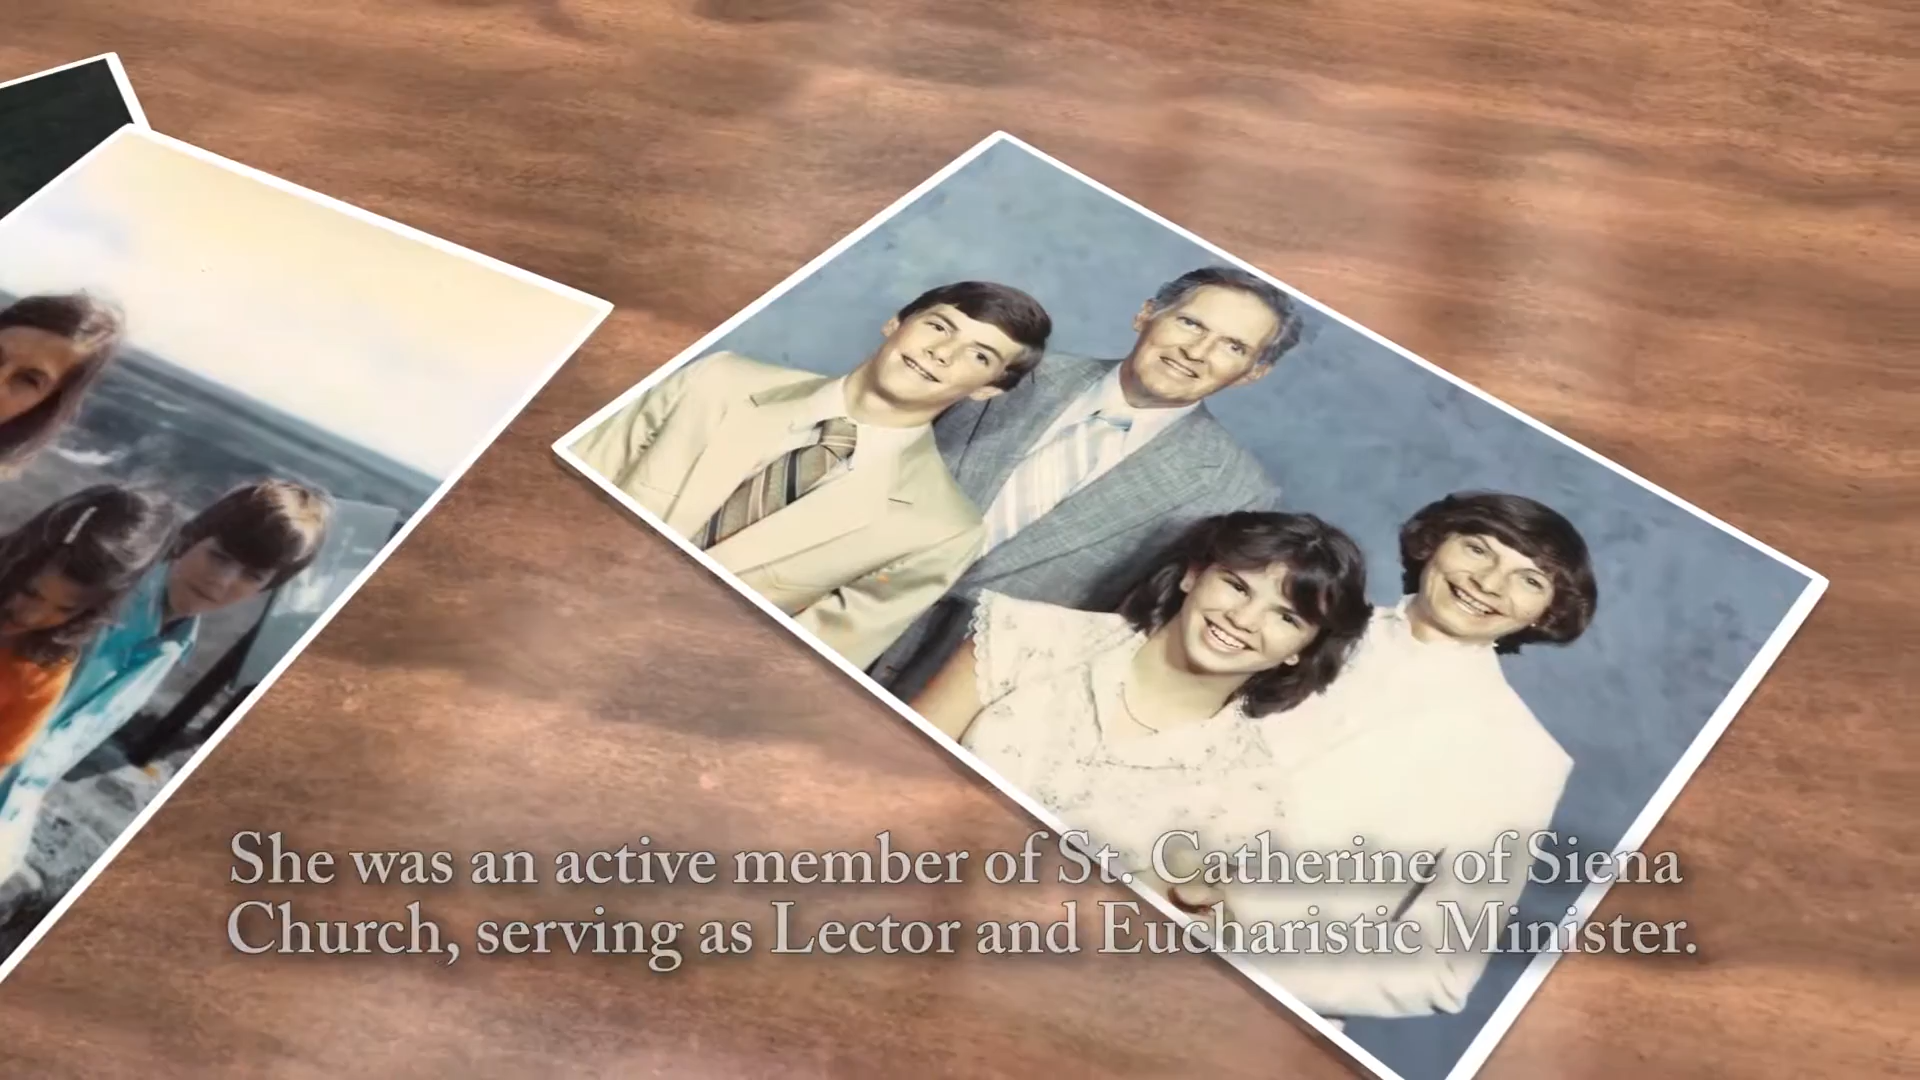 She was an active member of St. Catherine of Siena
Church, serving as Lector and Eucharistic Minister.